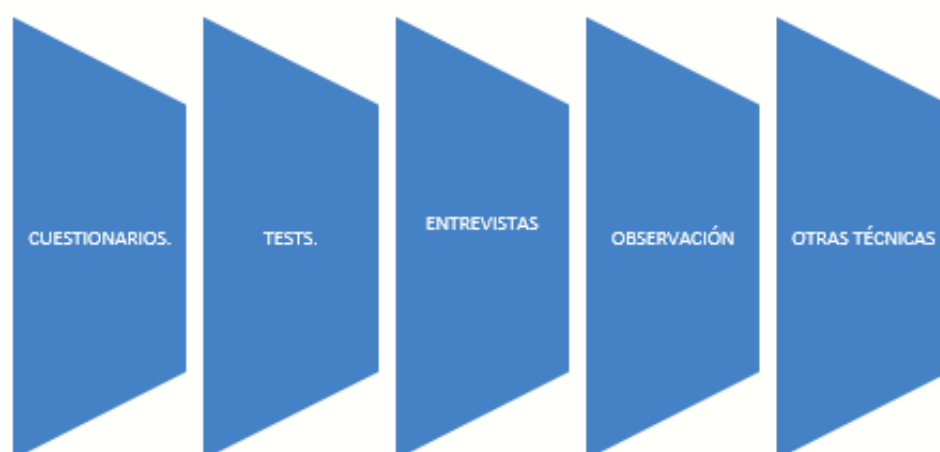 CUESTIONARIOS.
TESTS.
ENTREVISTAS
OBSERVACIÓN
OTRAS TÉCNICAS